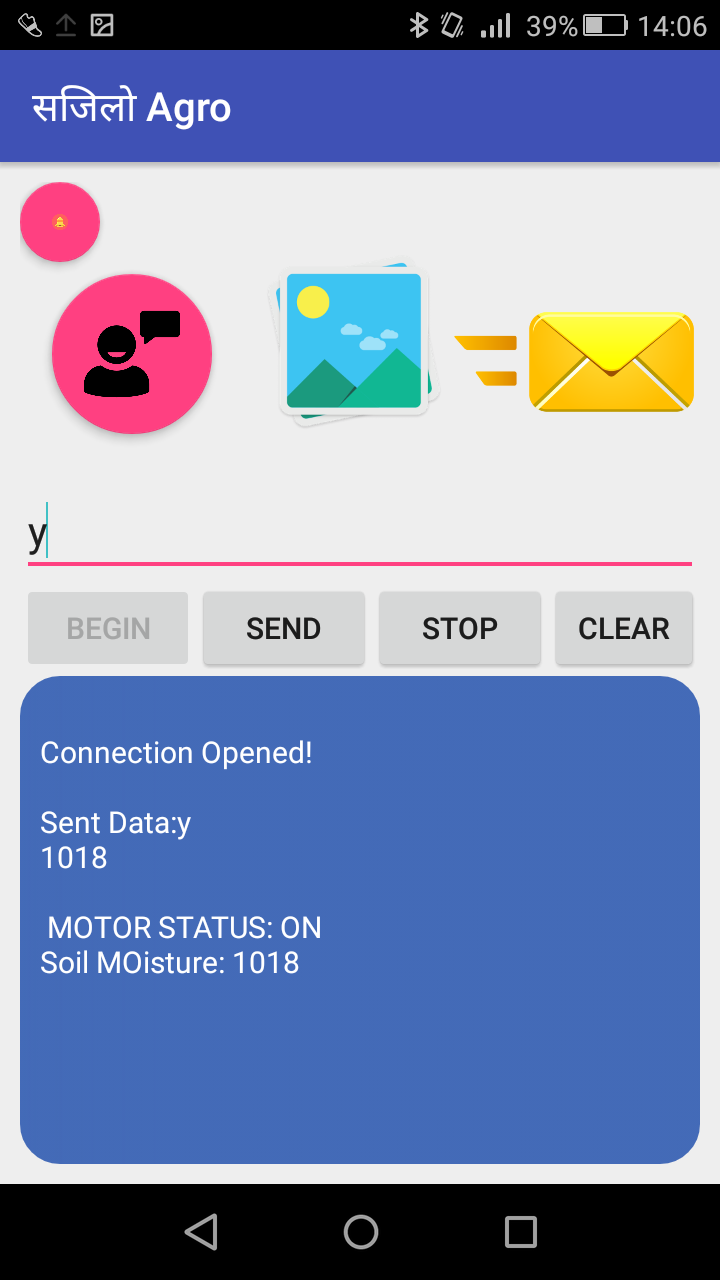 39% 14:06
सजिलो Agro
y
BEGIN SEND STOP CLEAR
Connection Opened!
Sent Data:y
1018
MOTOR STATUS: ON
Soil MOisture: 1018